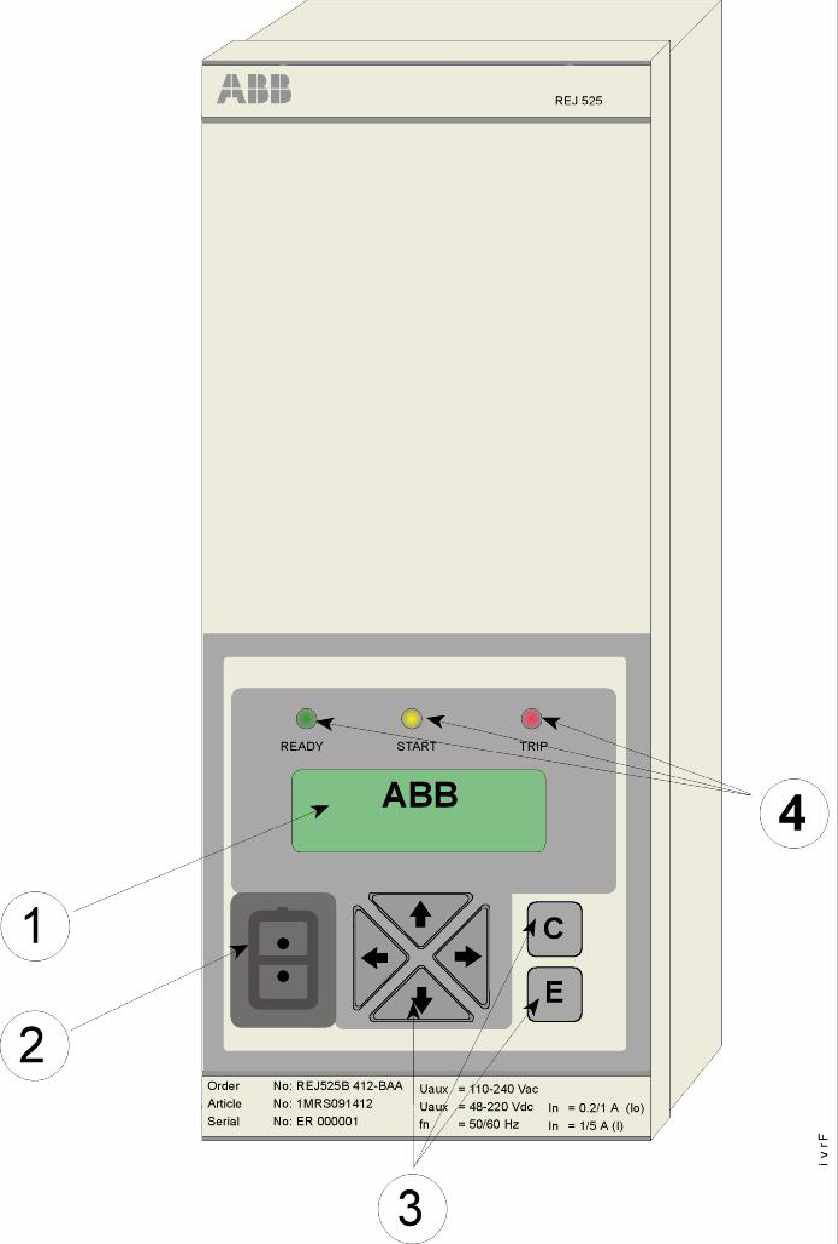 ABB
REJ 525
READY START TRIP
ABB
4
1
C
2
E
Order No: REJ525B 412-BAA
Article No: 1MRS091412
Serial No: ER 000001
Uaux = 110-240 Vac
Uaux = 48-220 Vdc
fn = 50/60 Hz
In = 0.2/1 A (Io)
In = 1/5 A (I)
3
ivrF